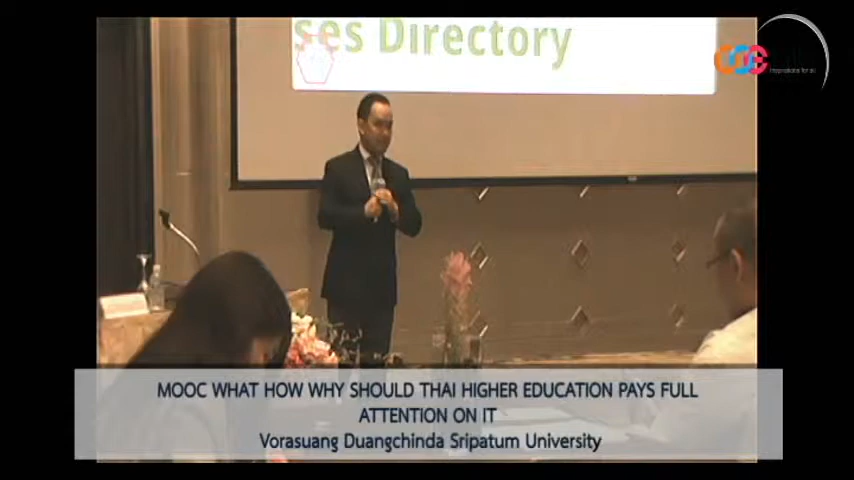 ses Directory
MOOC WHAT HOW WHY SHOULD THAI HIGHER EDUCATION PAYS FULL
ATTENTION ON IT
Vorasuang Duangchinda Sripatum University